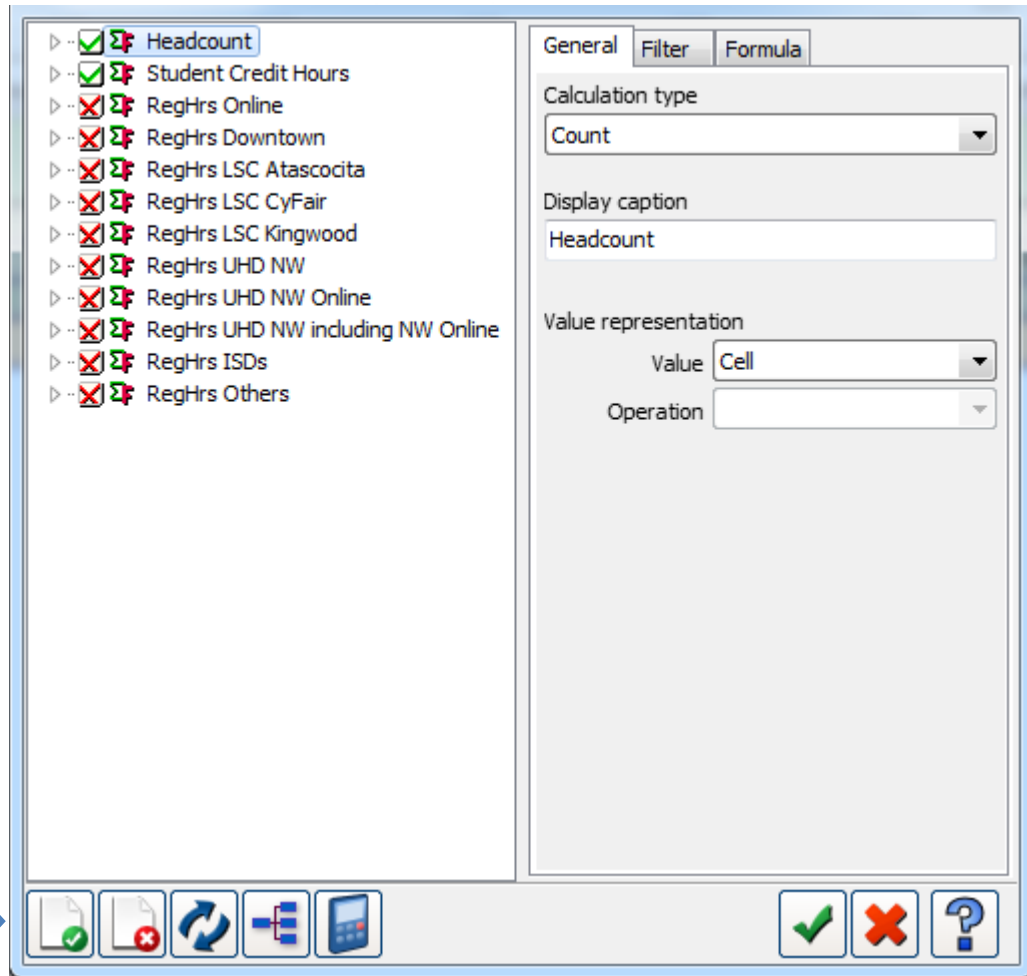 Headcount
Student Credit Hours
RegHrs Online
RegHrs Downtown
RegHrs LSC Atascocita
RegHrs LSC CyFair
RegHrs LSC Kingwood
RegHrs UHD NW
RegHrs UHD NW Online
RegHrs UHD NW including NW Online
RegHrs ISDs
RegHrs Others
General Filter Formula
Calculation type
Count
Display caption
Headcount
Value representation
Value Cell
Operation